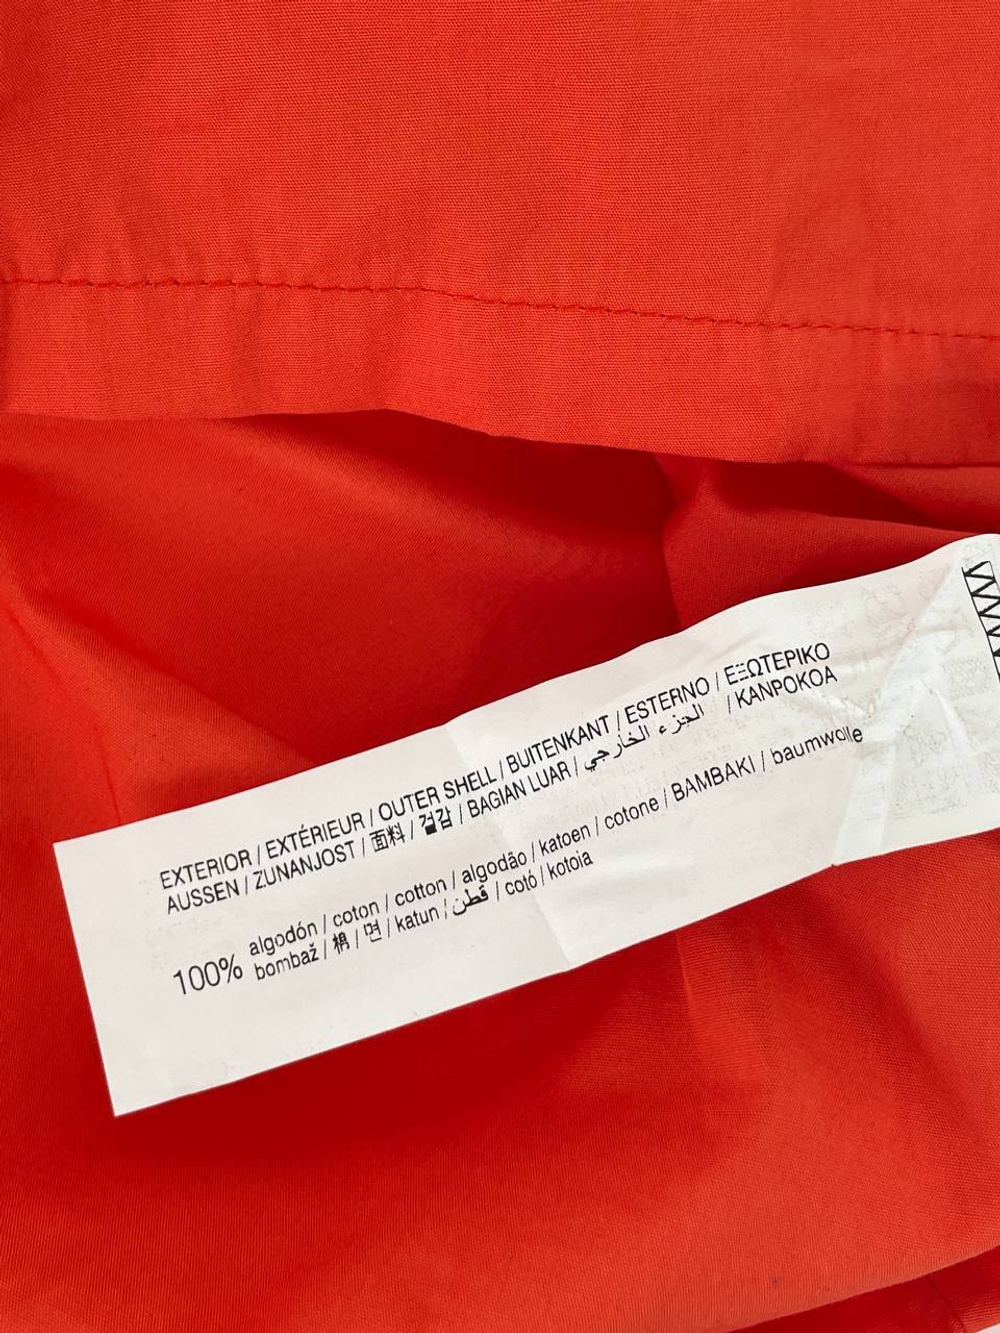 EXTERIOR / EXTÉRIEUR / OUTER SHELL / BUITENKANT / ESTERNO / ΕΞΩΤΕΡΙΚΟ
AUSSEN / ZUNANJOST / 面料 / 겉감 / BAGIAN LUAR / الجزء الخارجي / KANPOKOA
100% algodón / coton / cotton / algodão / katoen / cotone / BAMBAKI / baumwolle
bombaž / 棉 / 면 / katun / قطن / cotó / kotoia